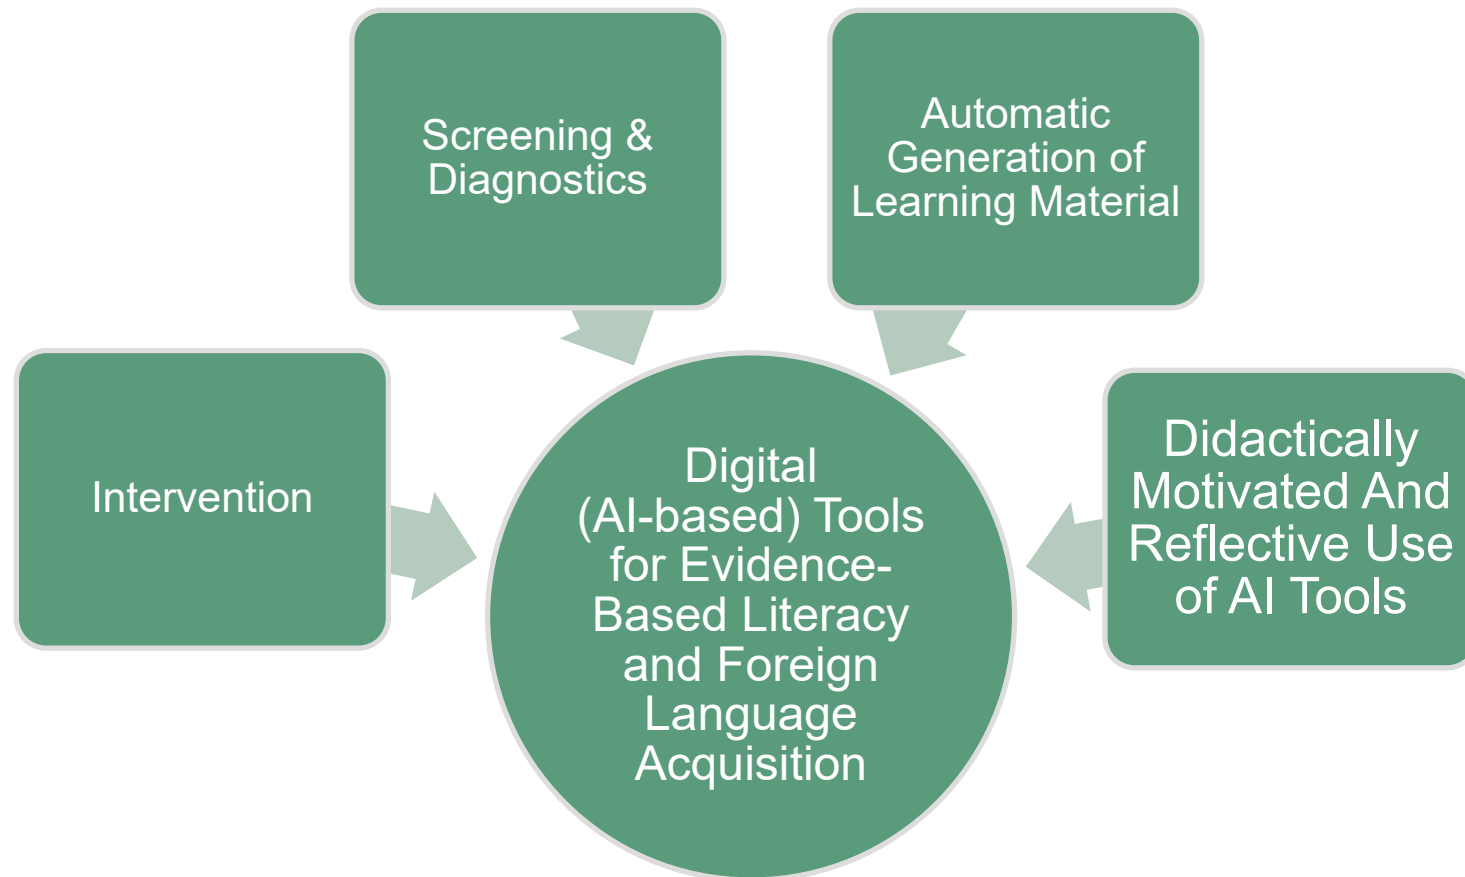 Screening &
Diagnostics
Automatic
Generation of
Learning Material
Intervention
Digital
(AI-based) Tools
for Evidence-
Based Literacy
and Foreign
Language
Acquisition
Didactically
Motivated And
Reflective Use
of AI Tools